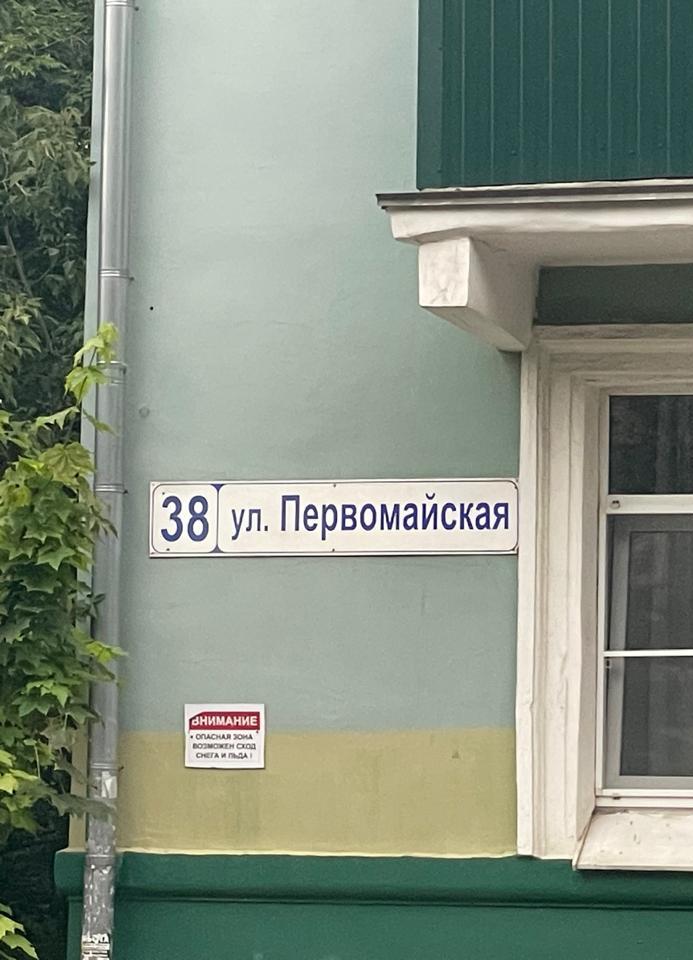 38 ул. Первомайская
ВНИМАНИЕ
ОПАСНАЯ ЗОНА
ВОЗМОЖЕН СХОД
СНЕГА И ЛЬДА !